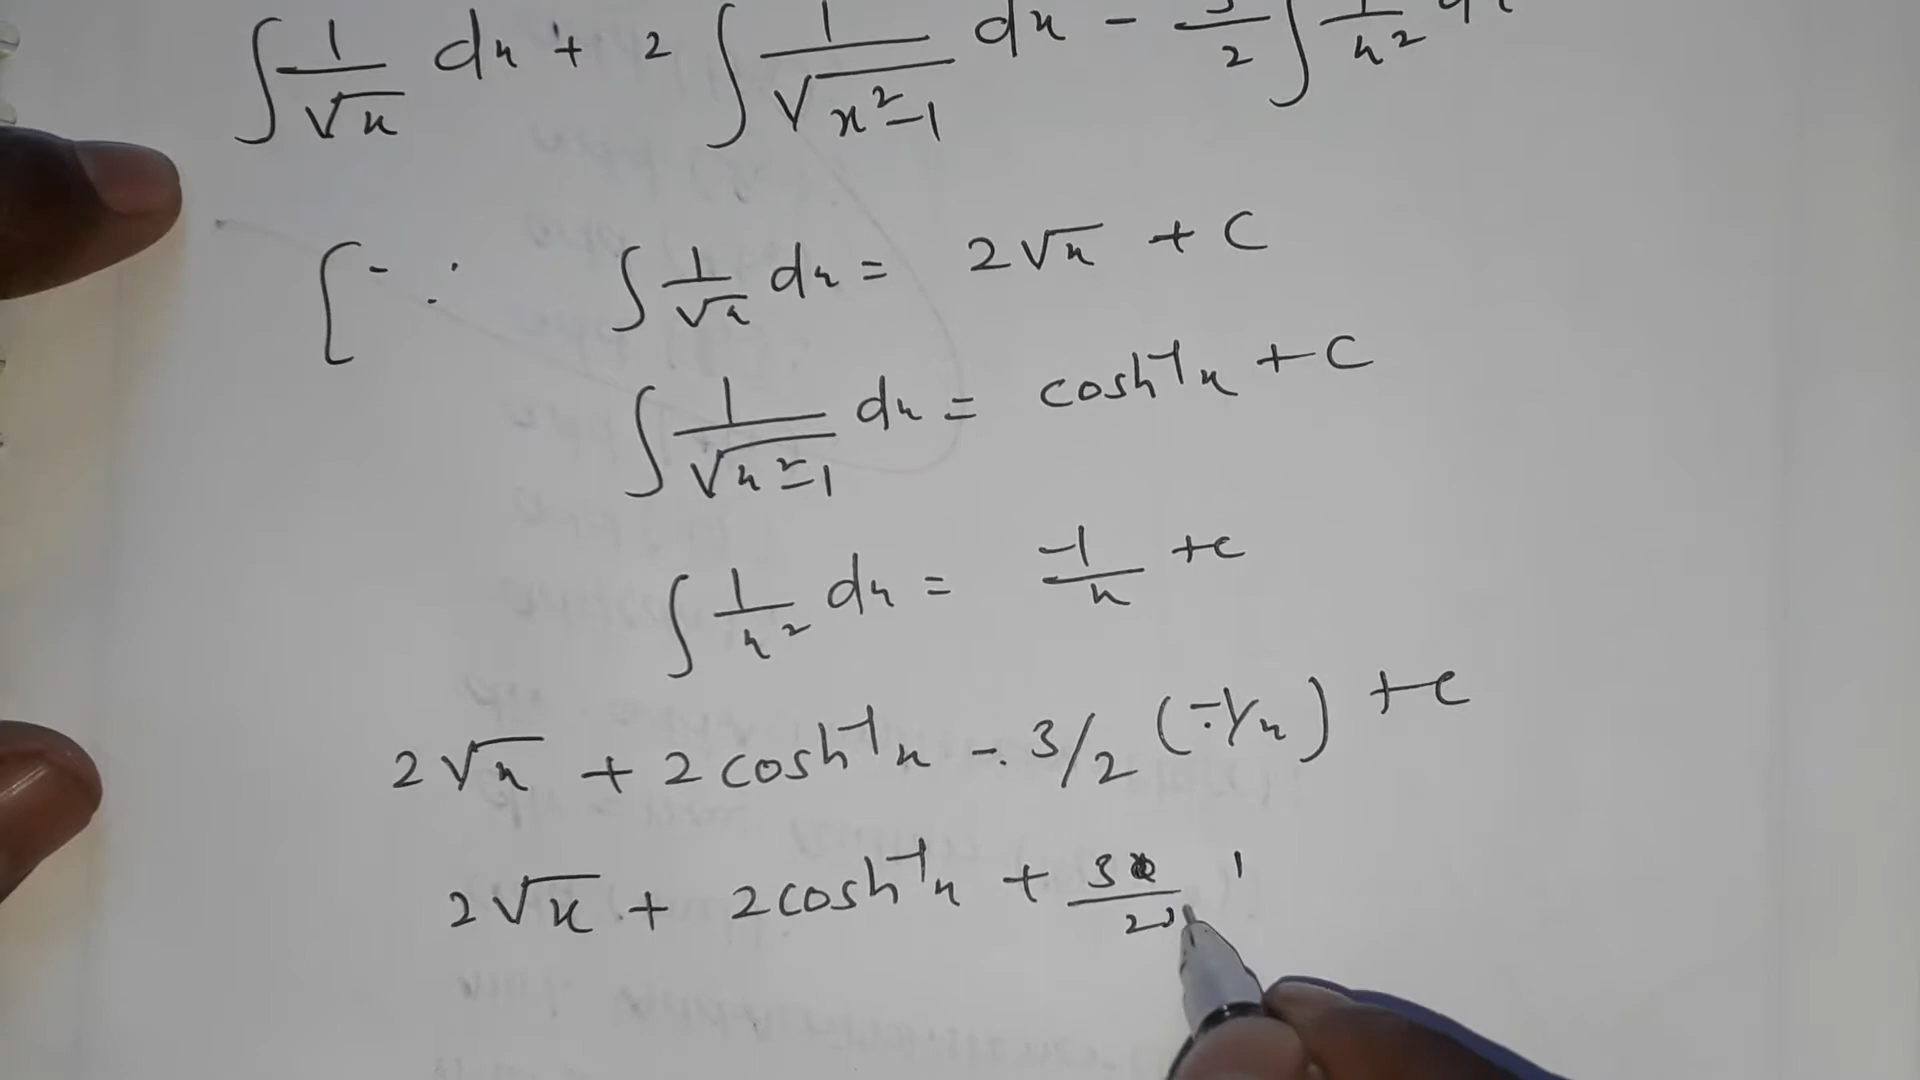 ∫ 1/√x dx + 2 ∫ 1/√(x²-1) dx - 3/2 ∫ 1/x² dx
[∵ ∫ 1/√x dx = 2√x + C
∫ 1/√(x²-1) dx = cosh⁻¹x + C
∫ 1/x² dx = -1/x + c
2√x + 2cosh⁻¹x - 3/2 (-1/x) + c
2√x + 2cosh⁻¹x + 3/2x